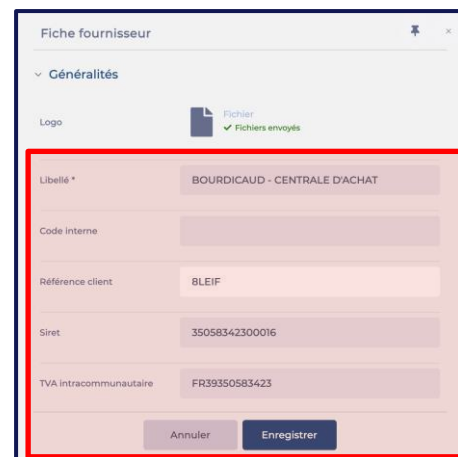 Fiche fournisseur ×
Généralités
Logo
Fichier
✓ Fichiers envoyés
Libellé * BOURDICAUD - CENTRALE D'ACHAT
Code interne
Référence client 8LEIF
Siret 35058342300016
TVA intracommunautaire FR39350583423
Annuler Enregistrer